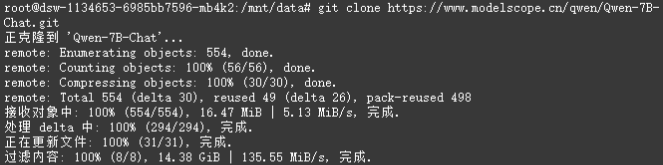 root@dsw-1134653-6985bb7596-mb4k2:/mnt/data# git clone https://www.modelscope.cn/qwen/Qwen-7B-
Chat.git
正克隆到 'Qwen-7B-Chat'...
remote: Enumerating objects: 554, done.
remote: Counting objects: 100% (56/56), done.
remote: Compressing objects: 100% (30/30), done.
remote: Total 554 (delta 30), reused 49 (delta 26), pack-reused 498
接收对象中: 100% (554/554), 16.47 MiB | 5.13 MiB/s, 完成.
处理 delta 中: 100% (294/294), 完成.
正在更新文件: 100% (31/31), 完成.
过滤内容: 100% (8/8), 14.38 GiB | 135.55 MiB/s, 完成.